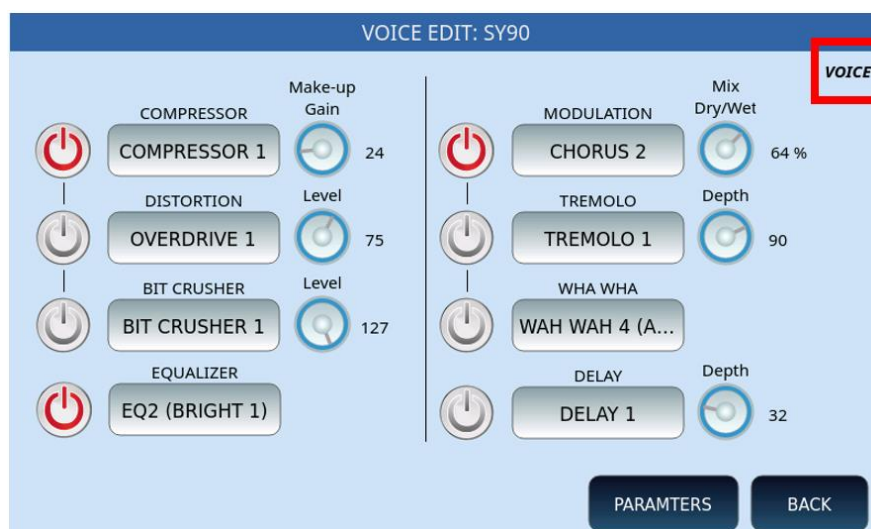 VOICE EDIT: SY90
VOICE
COMPRESSOR
Make-up
Gain
COMPRESSOR 1
24
DISTORTION
Level
OVERDRIVE 1
75
BIT CRUSHER
Level
BIT CRUSHER 1
127
EQUALIZER
EQ2 (BRIGHT 1)
MODULATION
Mix
Dry/Wet
CHORUS 2
64 %
TREMOLO
Depth
TREMOLO 1
90
WHA WHA
WAH WAH 4 (A...
DELAY
Depth
DELAY 1
32
PARAMTERS
BACK